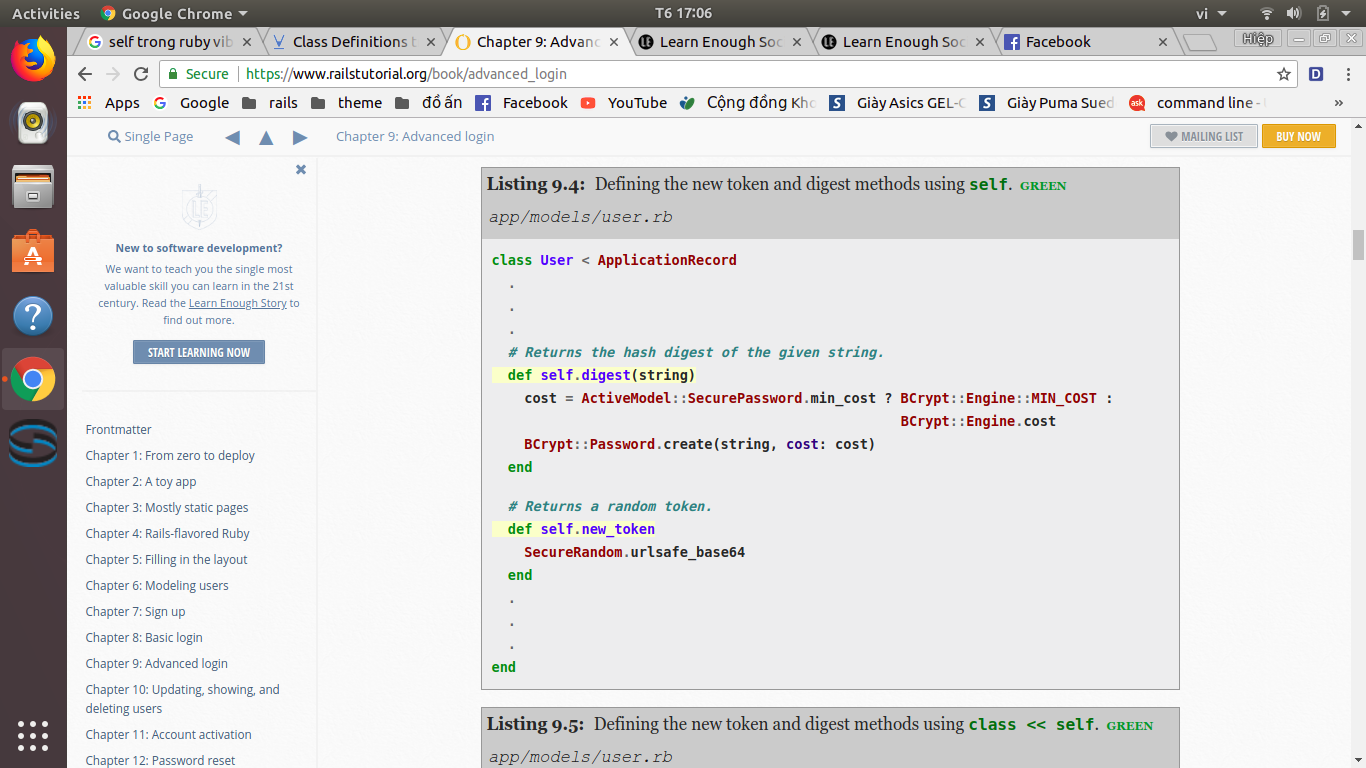 Activities
Google Chrome
T6 17:06
vi
Hiệp
self trong ruby vib
Class Definitions t
Chapter 9: Advanc
Learn Enough Soc
Learn Enough Soc
Facebook
Secure
https://www.railstutorial.org/book/advanced_login
D
Apps
Google
rails
theme
đồ ấn
Facebook
YouTube
Cộng đồng Kho
Giày Asics GEL-C
Giày Puma Sued
ask
command line -
»
Single Page
Chapter 9: Advanced login
MAILING LIST
BUY NOW
LE
New to software development?
We want to teach you the single most
valuable skill you can learn in the 21st
century. Read the Learn Enough Story to
find out more.
START LEARNING NOW
Frontmatter
Chapter 1: From zero to deploy
Chapter 2: A toy app
Chapter 3: Mostly static pages
Chapter 4: Rails-flavored Ruby
Chapter 5: Filling in the layout
Chapter 6: Modeling users
Chapter 7: Sign up
Chapter 8: Basic login
Chapter 9: Advanced login
Chapter 10: Updating, showing, and
deleting users
Chapter 11: Account activation
Chapter 12: Password reset
Listing 9.4: Defining the new token and digest methods using self. GREEN
app/models/user.rb
class User < ApplicationRecord
  .
  .
  .
  # Returns the hash digest of the given string.
  def self.digest(string)
    cost = ActiveModel::SecurePassword.min_cost ? BCrypt::Engine::MIN_COST :
                                                  BCrypt::Engine.cost
    BCrypt::Password.create(string, cost: cost)
  end
  # Returns a random token.
  def self.new_token
    SecureRandom.urlsafe_base64
  end
  .
  .
  .
end
Listing 9.5: Defining the new token and digest methods using class << self. GREEN
app/models/user.rb